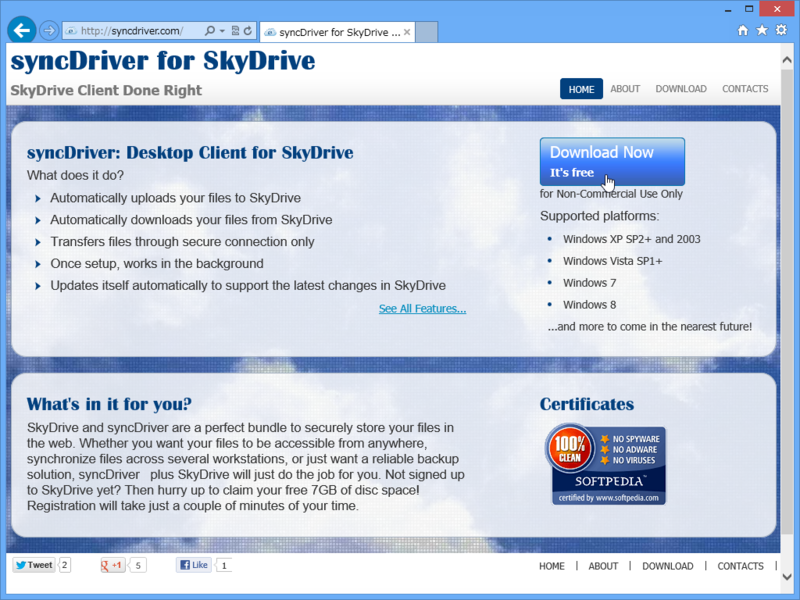 http://syncdriver.com/
syncDriver for SkyDrive ...
syncDriver for SkyDrive
SkyDrive Client Done Right
HOME
ABOUT
DOWNLOAD
CONTACTS
syncDriver: Desktop Client for SkyDrive
What does it do?
Automatically uploads your files to SkyDrive
Automatically downloads your files from SkyDrive
Transfers files through secure connection only
Once setup, works in the background
Updates itself automatically to support the latest changes in SkyDrive
See All Features...
Download Now
It's free
for Non-Commercial Use Only
Supported platforms:
Windows XP SP2+ and 2003
Windows Vista SP1+
Windows 7
Windows 8
...and more to come in the nearest future!
What's in it for you?
SkyDrive and syncDriver are a perfect bundle to securely store your files in
the web. Whether you want your files to be accessible from anywhere,
synchronize files across several workstations, or just want a reliable backup
solution, syncDriver plus SkyDrive will just do the job for you. Not signed up
to SkyDrive yet? Then hurry up to claim your free 7GB of disc space!
Registration will take just a couple of minutes of your time.
Certificates
100%
CLEAN
NO SPYWARE
NO ADWARE
NO VIRUSES
SOFTPEDIA™
certified by www.softpedia.com
Tweet 2
g +1 5
f Like 1
HOME | ABOUT | DOWNLOAD | CONTACTS |